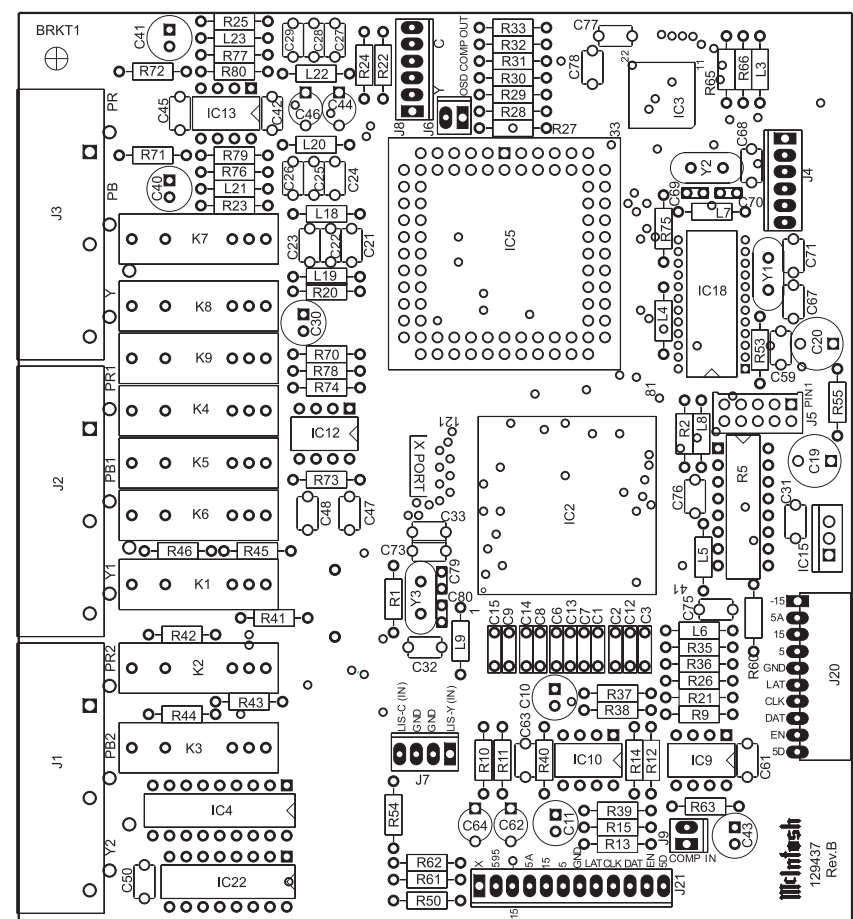 BRKT1
C41
R25
L23
R77
R80
R72
C29
C28
C27
L22
R24
R22
C
J8
Y
J6
OSD COMP OUT
R33
R32
R31
R30
R29
R28
R27
C77
C78
22
11
IC3
R65
R66
L3
PR
C45
IC13
C42
C46
C44
L20
33
C68
Y2
J4
R71
R79
R76
L21
R23
C40
PB
J3
C26
C25
C24
C69
C70
L7
L18
R75
K7
C23
C22
C21
IC5
IC18
Y1
C71
L19
R20
Y
K8
C30
L4
C67
R53
C20
C59
K9
R70
R78
R74
PR1
R55
81
K4
IC12
121
X PORT
R2
L8
J5
PIN1
J2
PB1
K5
R73
C19
R5
C76
C31
K6
C48
C47
C33
IC2
IC15
R46
R45
C73
L5
Y1
K1
R1
Y3
C79
C80
41
R41
1
L9
C15
C9
C14
C8
C6
C13
C7
C1
C2
C12
C3
C75
R60
-15
5A
15
5
GND
LAT
CLK
DAT
EN
5D
J20
R42
C32
L6
R35
R36
R26
R21
R9
PR2
K2
R43
R44
LIS-C (IN)
GND
GND
LIS-Y (IN)
J7
C10
R37
R38
J1
PB2
K3
R10
R11
C63
R40
IC10
R14
R12
IC9
C61
IC4
R54
C64
C62
C11
R39
R15
R13
R63
J9
COMP IN
C43
Y2
C50
IC22
R62
R61
R50
X
595
15
5A
15
5
GND
LAT
CLK
DAT
EN
5D
J21
McIntosh
129437
Rev.B